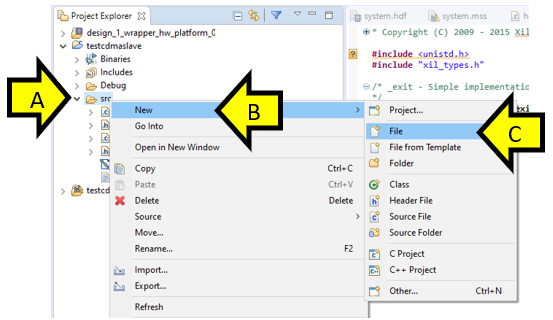 Project Explorer
design_1_wrapper_hw_platform_0
testcdmaslave
Binaries
Includes
Debug
src
testcd
system.hdf
system.mss
* Copyright (C) 2009 - 2015 Xil
#include <unistd.h>
#include "xil_types.h"
/* _exit - Simple implementatio
*/
A
B
C
New
Go Into
Open in New Window
Copy Ctrl+C
Paste Ctrl+V
Delete Delete
Source
Move...
Rename... F2
Import...
Export...
Refresh
Project...
File
File from Template
Folder
Class
Header File
Source File
Source Folder
C Project
C++ Project
Other... Ctrl+N